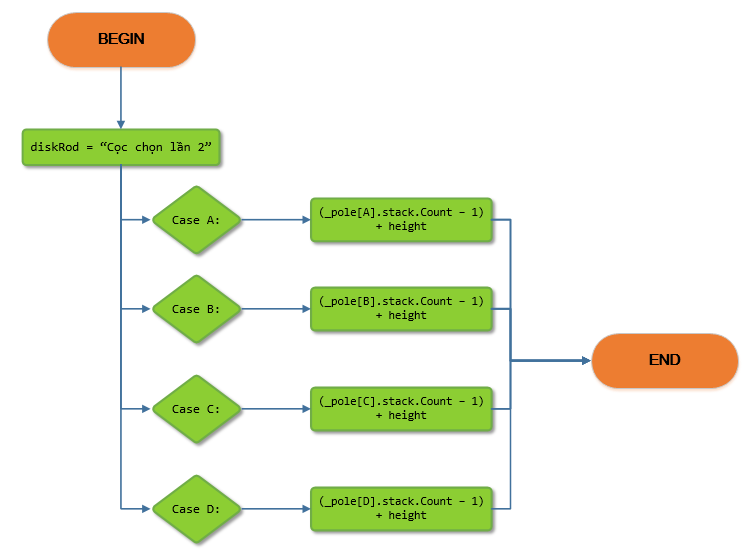 BEGIN
diskRod = “Cọc chọn lần 2”
Case A:
(_pole[A].stack.Count – 1)
+ height
Case B:
(_pole[B].stack.Count – 1)
+ height
END
Case C:
(_pole[C].stack.Count – 1)
+ height
Case D:
(_pole[D].stack.Count – 1)
+ height